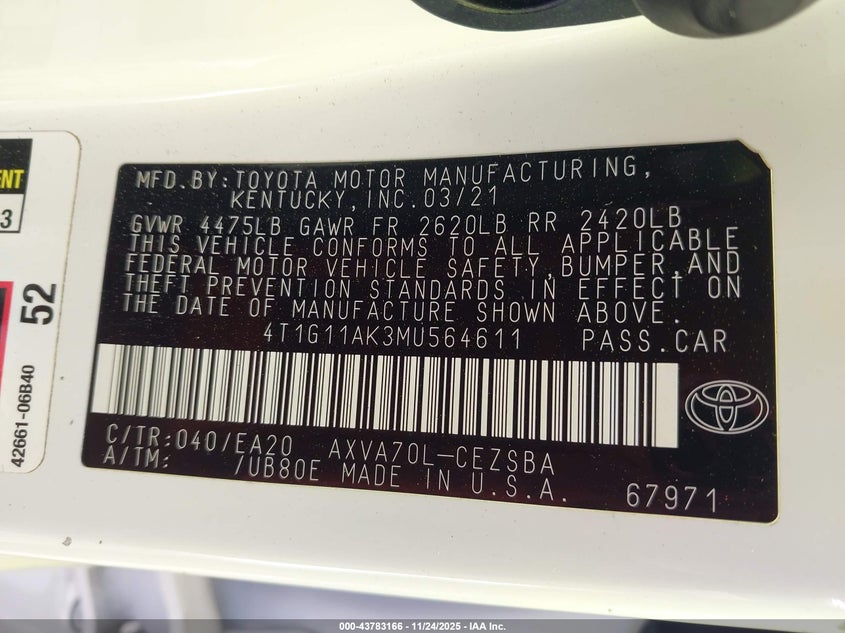 ENT
3
52
42661-06B40
MFD.BY:TOYOTA MOTOR MANUFACTURING,
KENTUCKY,INC.03/21
GVWR 4475LB GAWR FR 2620LB RR 2420LB
THIS VEHICLE CONFORMS TO ALL APPLICABLE
FEDERAL MOTOR VEHICLE SAFETY,BUMPER,AND
THEFT PREVENTION STANDARDS IN EFFECT ON
THE DATE OF MANUFACTURE SHOWN ABOVE.
4T1G11AK3MU564611 PASS.CAR
C/TR:040/EA20 AXVA70L-CEZSBA
A/TM: /UB80E MADE IN U.S.A.
67971
000-43783166 - 11/24/2025 - IAA Inc.